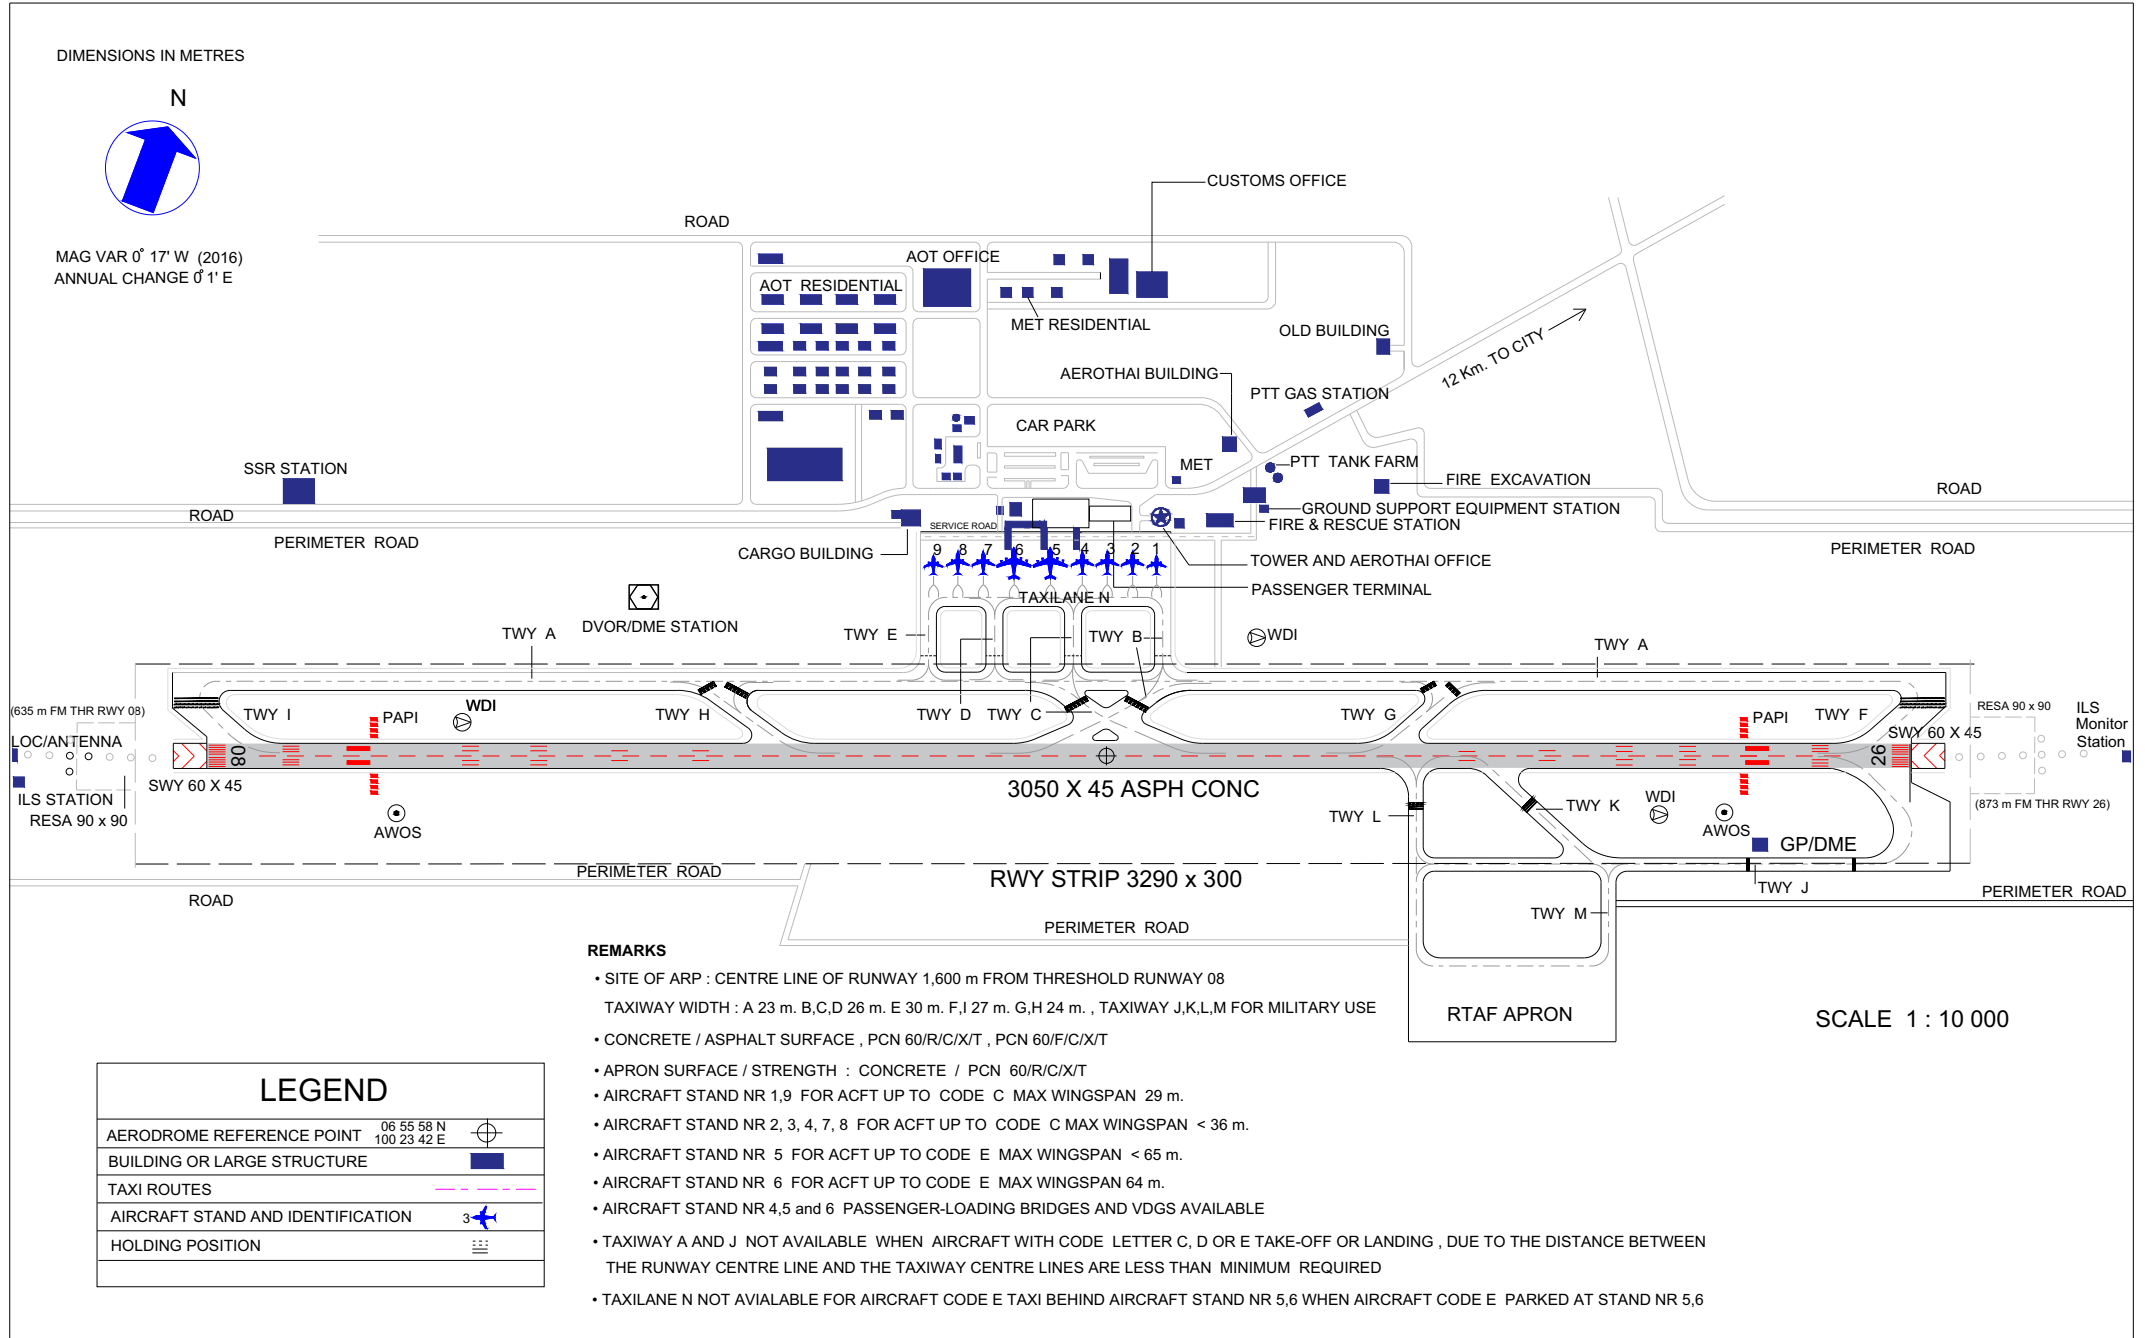 DIMENSIONS IN METRES
N
MAG VAR 0° 17' W (2016)
ANNUAL CHANGE 0° 1' E
CUSTOMS OFFICE
ROAD
AOT OFFICE
AOT RESIDENTIAL
MET RESIDENTIAL
OLD BUILDING
12 Km. TO CITY
AEROTHAI BUILDING
PTT GAS STATION
CAR PARK
SSR STATION
MET
PTT TANK FARM
FIRE EXCAVATION
ROAD
ROAD
GROUND SUPPORT EQUIPMENT STATION
SERVICE ROAD
FIRE & RESCUE STATION
PERIMETER ROAD
CARGO BUILDING
9 8 7 6 5 4 3 2 1
PERIMETER ROAD
TOWER AND AEROTHAI OFFICE
PASSENGER TERMINAL
TAXILANE N
DVOR/DME STATION
TWY A
TWY E
TWY B
WDI
TWY A
(635 m FM THR RWY 08)
TWY I
PAPI
WDI
TWY H
TWY D
TWY C
TWY G
PAPI
TWY F
RESA 90 x 90
ILS
Monitor
Station
LOC/ANTENNA
SWY 60 X 45
08
26
SWY 60 X 45
3050 X 45 ASPH CONC
ILS STATION
RESA 90 x 90
AWOS
TWY L
TWY K
WDI
AWOS
(873 m FM THR RWY 26)
GP/DME
PERIMETER ROAD
RWY STRIP 3290 x 300
TWY J
PERIMETER ROAD
ROAD
TWY M
PERIMETER ROAD
REMARKS
• SITE OF ARP : CENTRE LINE OF RUNWAY 1,600 m FROM THRESHOLD RUNWAY 08
TAXIWAY WIDTH : A 23 m. B,C,D 26 m. E 30 m. F,I 27 m. G,H 24 m. , TAXIWAY J,K,L,M FOR MILITARY USE
• CONCRETE / ASPHALT SURFACE , PCN 60/R/C/X/T , PCN 60/F/C/X/T
• APRON SURFACE / STRENGTH : CONCRETE / PCN 60/R/C/X/T
• AIRCRAFT STAND NR 1,9 FOR ACFT UP TO CODE C MAX WINGSPAN 29 m.
• AIRCRAFT STAND NR 2, 3, 4, 7, 8 FOR ACFT UP TO CODE C MAX WINGSPAN < 36 m.
• AIRCRAFT STAND NR 5 FOR ACFT UP TO CODE E MAX WINGSPAN < 65 m.
• AIRCRAFT STAND NR 6 FOR ACFT UP TO CODE E MAX WINGSPAN 64 m.
• AIRCRAFT STAND NR 4,5 and 6 PASSENGER-LOADING BRIDGES AND VDGS AVAILABLE
• TAXIWAY A AND J NOT AVAILABLE WHEN AIRCRAFT WITH CODE LETTER C, D OR E TAKE-OFF OR LANDING , DUE TO THE DISTANCE BETWEEN
THE RUNWAY CENTRE LINE AND THE TAXIWAY CENTRE LINES ARE LESS THAN MINIMUM REQUIRED
• TAXILANE N NOT AVIALABLE FOR AIRCRAFT CODE E TAXI BEHIND AIRCRAFT STAND NR 5,6 WHEN AIRCRAFT CODE E PARKED AT STAND NR 5,6
RTAF APRON
SCALE 1 : 10 000
LEGEND
AERODROME REFERENCE POINT 06 55 58 N
100 23 42 E
BUILDING OR LARGE STRUCTURE
TAXI ROUTES
AIRCRAFT STAND AND IDENTIFICATION 3
HOLDING POSITION